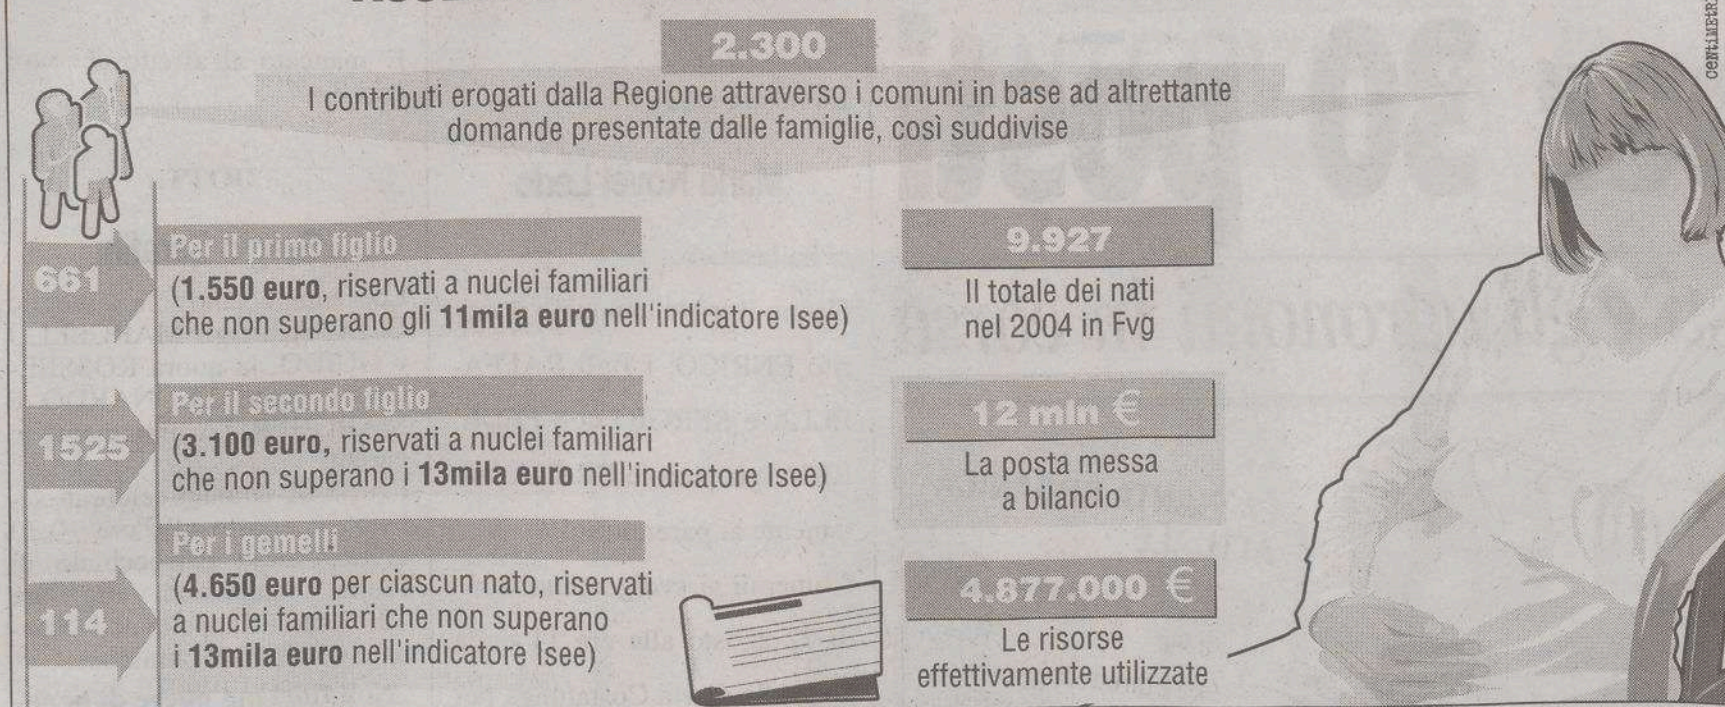 2.300
I contributi erogati dalla Regione attraverso i comuni in base ad altrettante
domande presentate dalle famiglie, così suddivise
661
Per il primo figlio
(1.550 euro, riservati a nuclei familiari
che non superano gli 11mila euro nell'indicatore Isee)
1525
Per il secondo figlio
(3.100 euro, riservati a nuclei familiari
che non superano i 13mila euro nell'indicatore Isee)
114
Per i gemelli
(4.650 euro per ciascun nato, riservati
a nuclei familiari che non superano
i 13mila euro nell'indicatore Isee)
9.927
Il totale dei nati
nel 2004 in Fvg
12 mln €
La posta messa
a bilancio
4.877.000 €
Le risorse
effettivamente utilizzate